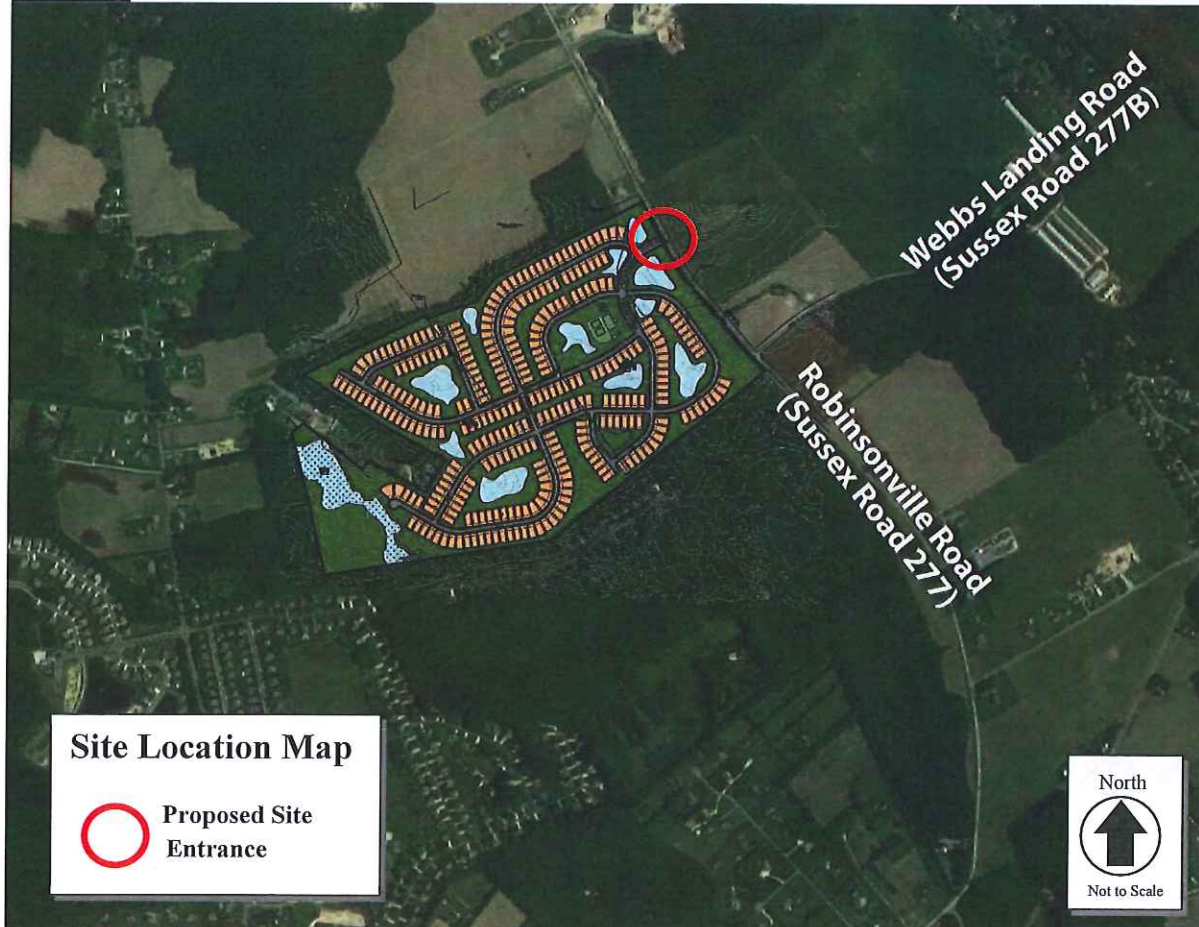 Webbs Landing Road
(Sussex Road 277B)
Robinsonville Road
(Sussex Road 277)
Site Location Map
Proposed Site
Entrance
North
Not to Scale